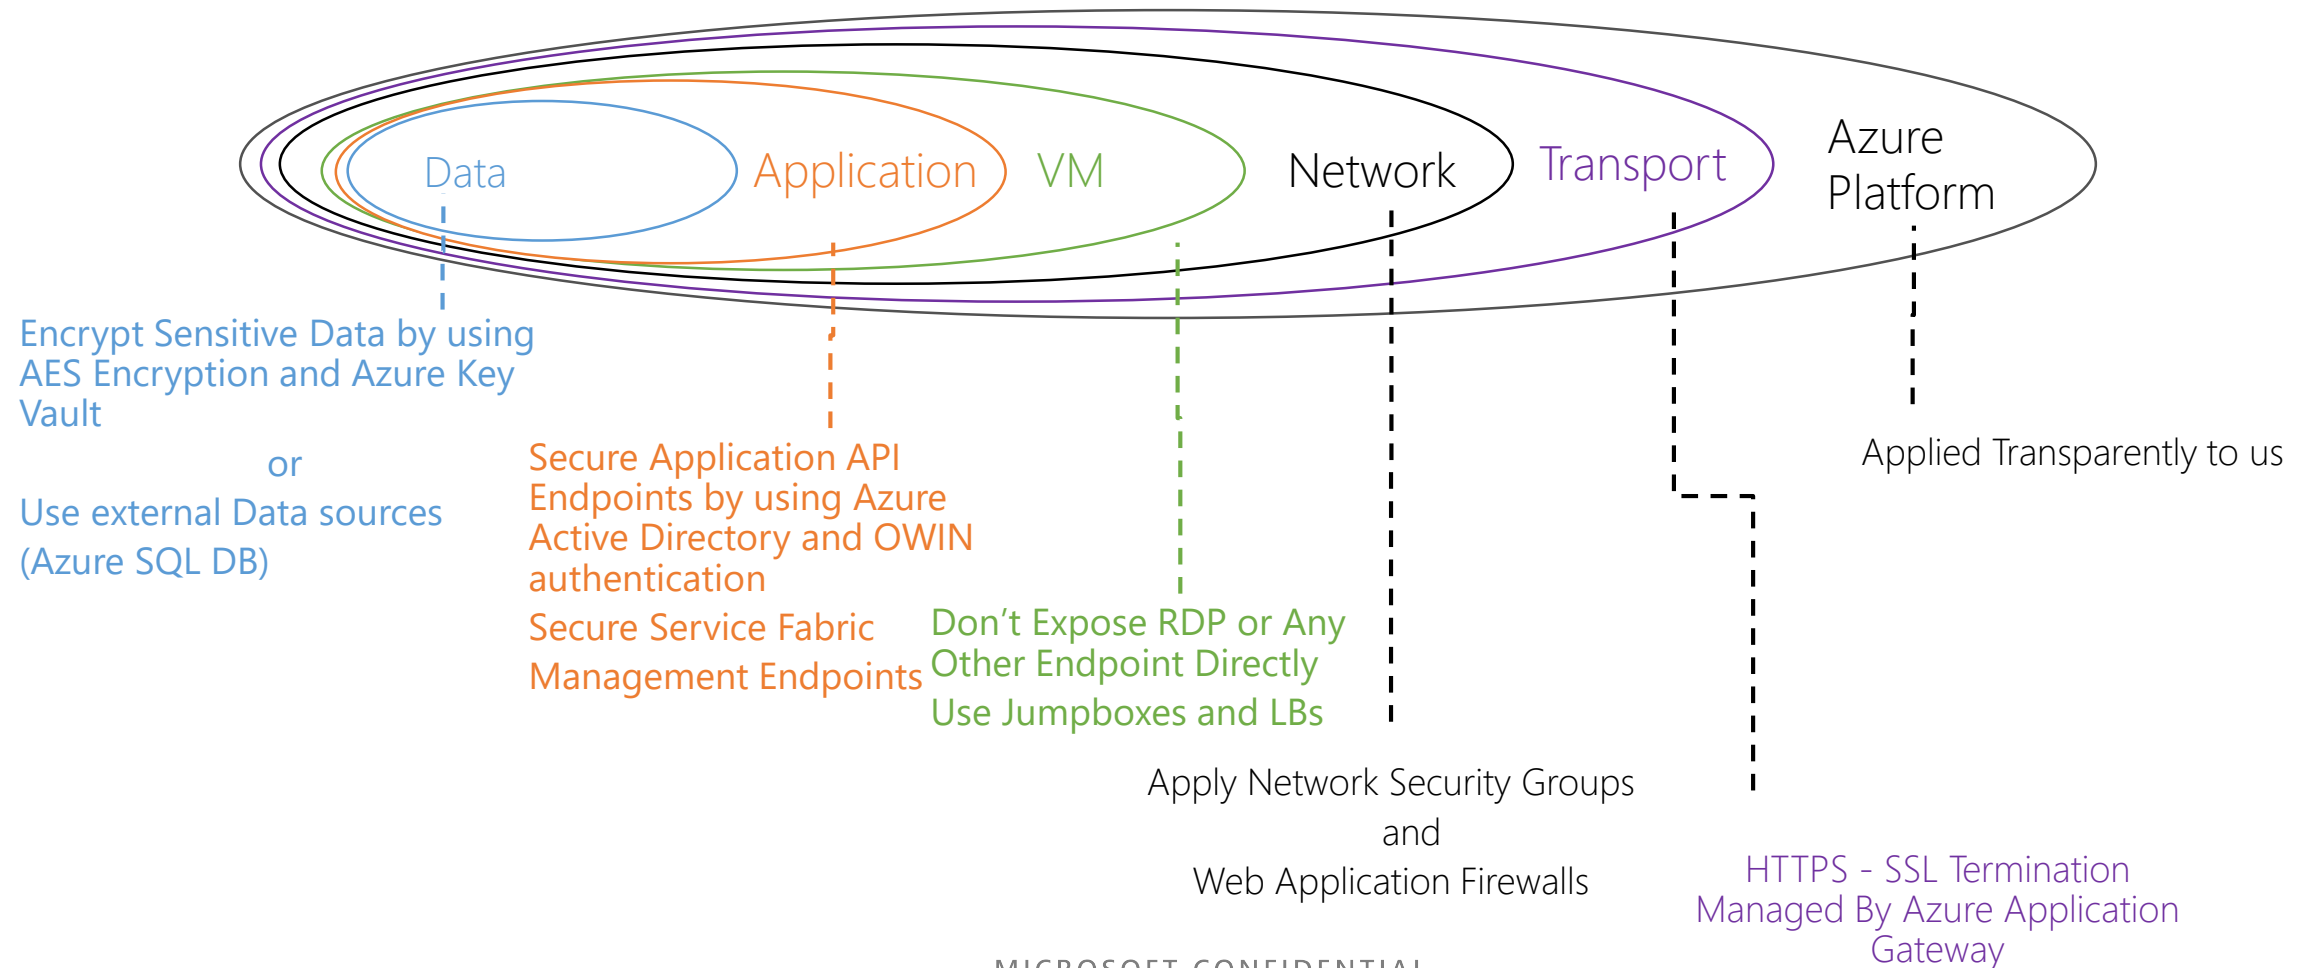 Data
Application
VM
Network
Transport
Azure
Platform
Encrypt Sensitive Data by using
AES Encryption and Azure Key
Vault
or
Use external Data sources
(Azure SQL DB)
Secure Application API
Endpoints by using Azure
Active Directory and OWIN
authentication
Secure Service Fabric
Management Endpoints
Don’t Expose RDP or Any
Other Endpoint Directly
Use Jumpboxes and LBs
Apply Network Security Groups
and
Web Application Firewalls
HTTPS - SSL Termination
Managed By Azure Application
Gateway
Applied Transparently to us
MICROSOFT CONFIDENTIAL